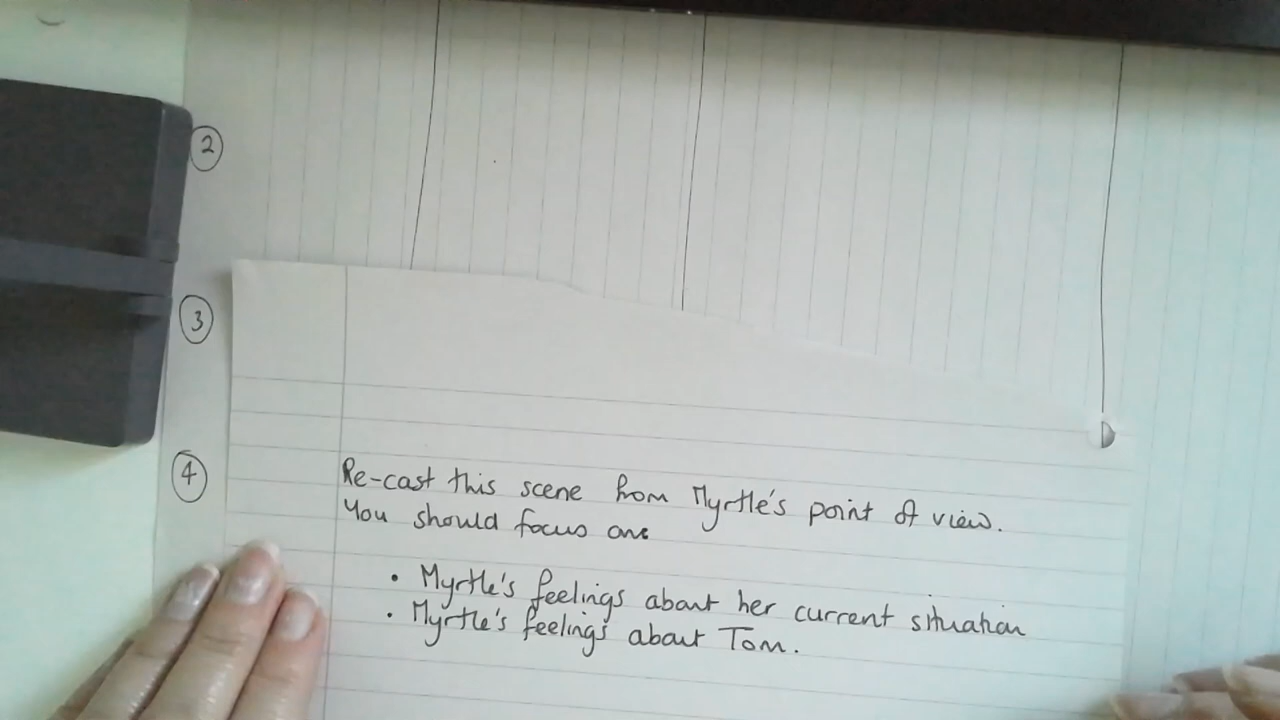 2
3
4
Re-cast this scene from Myrtle's point of view.
You should focus on:
• Myrtle's feelings about her current situation
• Myrtle's feelings about Tom.